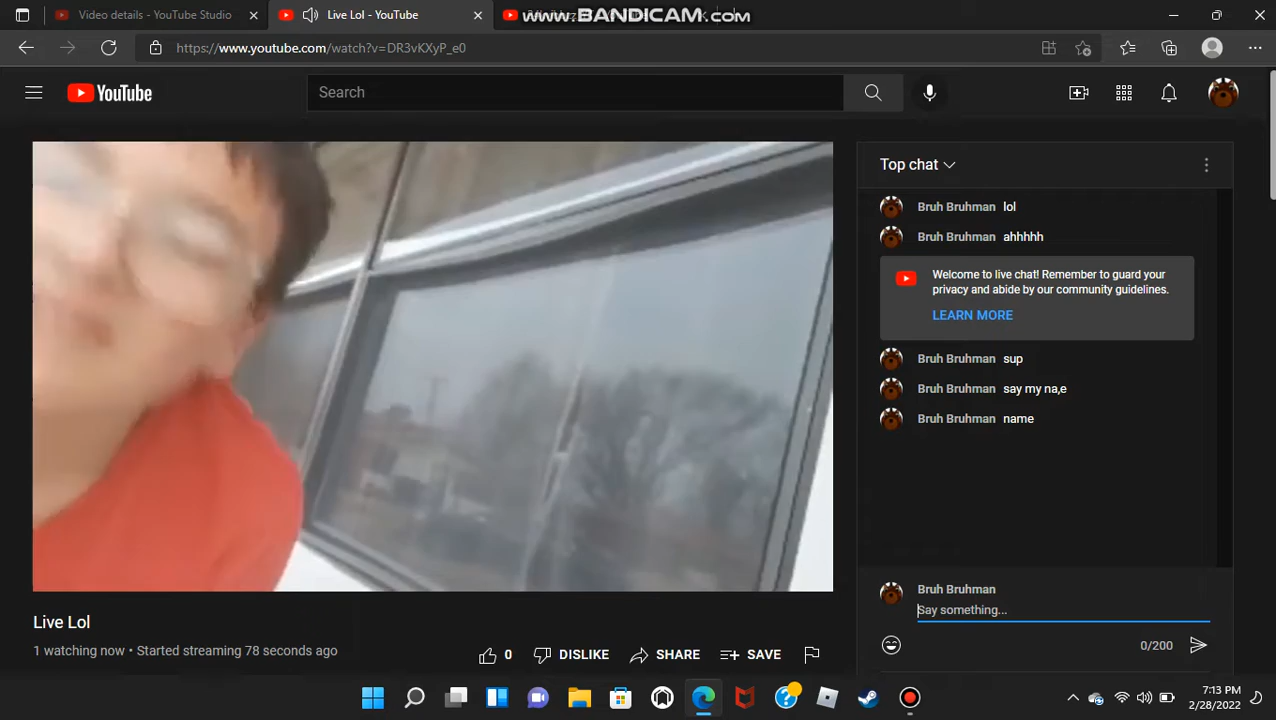 Video details - YouTube Studio
Live Lol - YouTube
www.BANDICAM.com
https://www.youtube.com/watch?v=DR3vKXyP_e0
YouTube
Search
Top chat
Bruh Bruhman lol
Bruh Bruhman ahhhhh
Welcome to live chat! Remember to guard your
privacy and abide by our community guidelines.
LEARN MORE
Bruh Bruhman sup
Bruh Bruhman say my na,e
Bruh Bruhman name
Bruh Bruhman
Say something...
0/200
Live Lol
1 watching now • Started streaming 78 seconds ago
0
DISLIKE
SHARE
SAVE
7:13 PM
2/28/2022